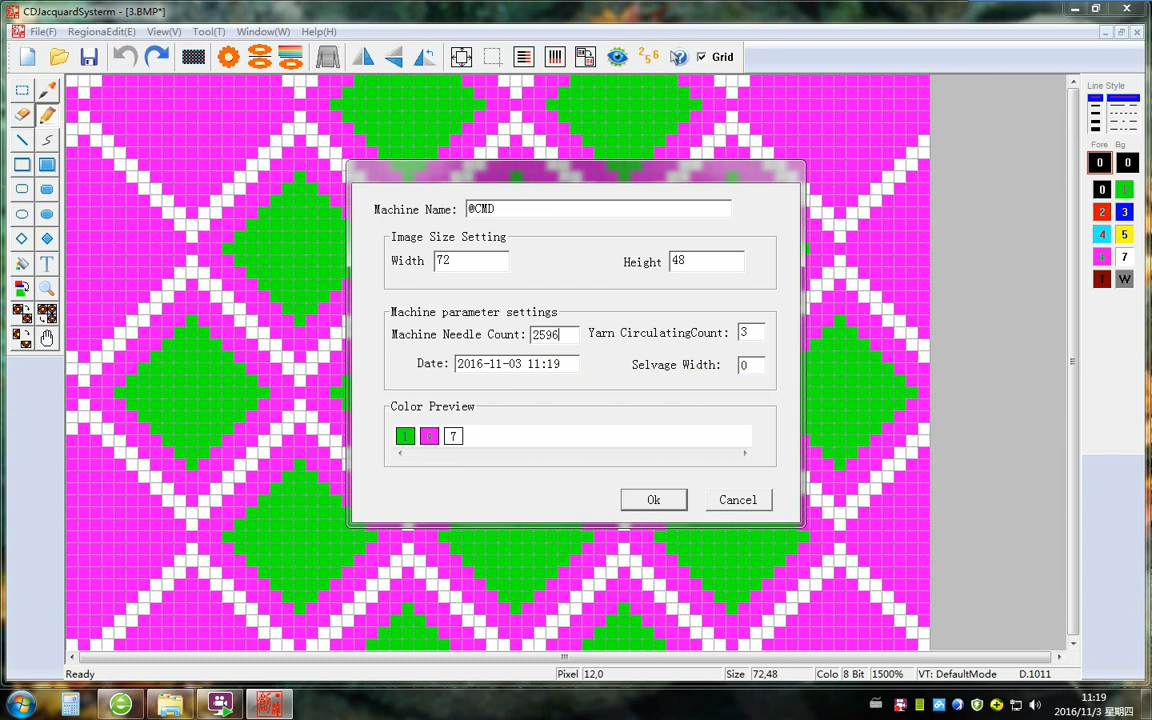 CDJacquardSysterm - [3.BMP*]
File(F) RegionaEdit(E) View(V) Tool(T) Window(W) Help(H)
256 Grid
Line Style
Fore Bg
0 0
0 1
2 3
4 5
7
T W
Machine Name: @CMD
Image Size Setting
Width 72 Height 48
Machine parameter settings
Machine Needle Count: 2596 Yarn CirculatingCount: 3
Date: 2016-11-03 11:19 Selvage Width: 0
Color Preview
1 7
Ok Cancel
Ready Pixel 12,0 Size 72,48 Colo 8 Bit 1500% VT: DefaultMode D.1011
11:19
2016/11/3 星期四